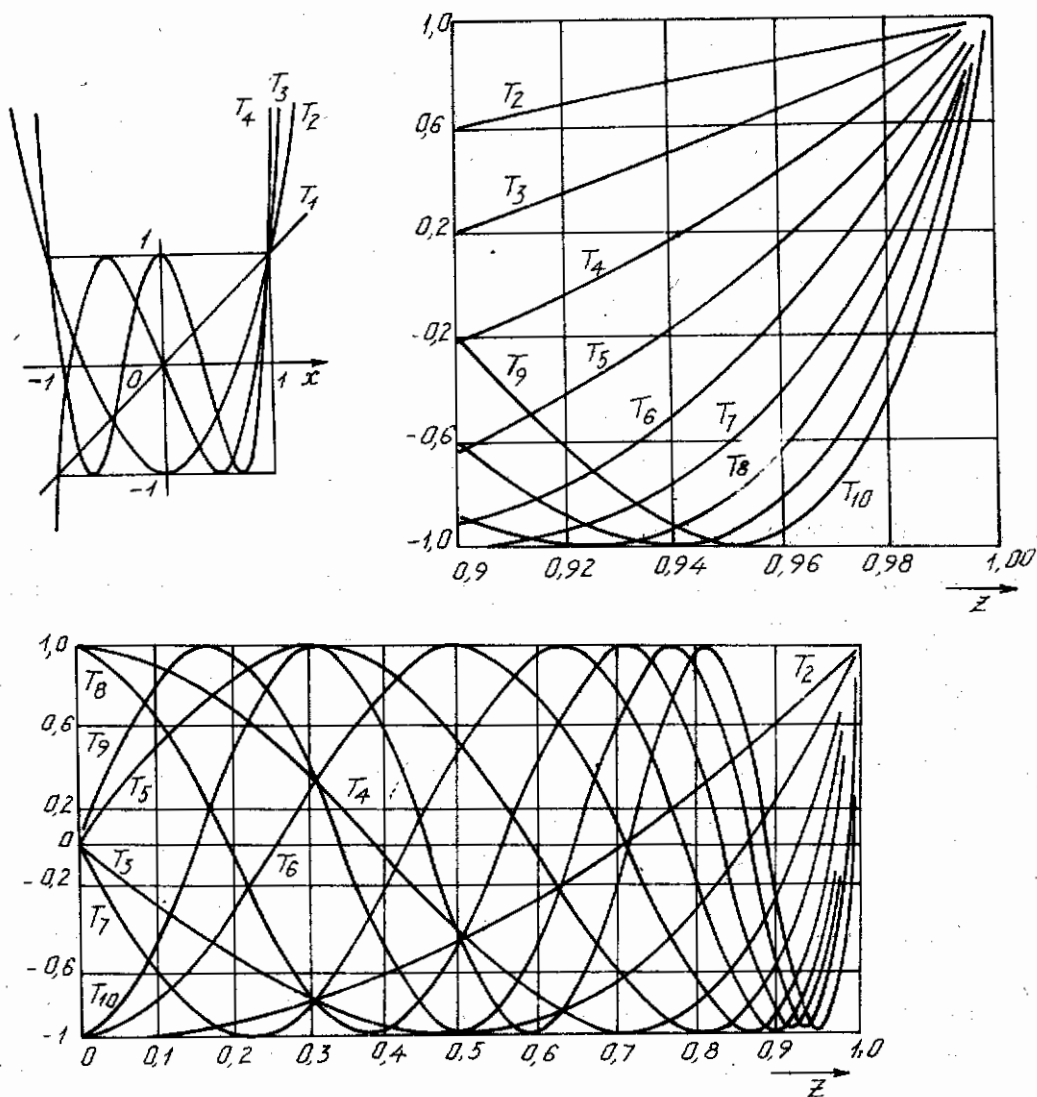 T4 T3 T2
T1
1
-1 0 1 x
-1
1,0
0,6
0,2
-0,2
-0,6
-1,0
T2
T3
T4
T5
T9
T6
T7
T8
T10
0,9 0,92 0,94 0,96 0,98 1,00
z
1,0
0,6
0,2
0
-0,2
-0,6
-1
T8
T9
T5
T4
T2
T3
T6
T7
T10
0 0,1 0,2 0,3 0,4 0,5 0,6 0,7 0,8 0,9 1,0
z